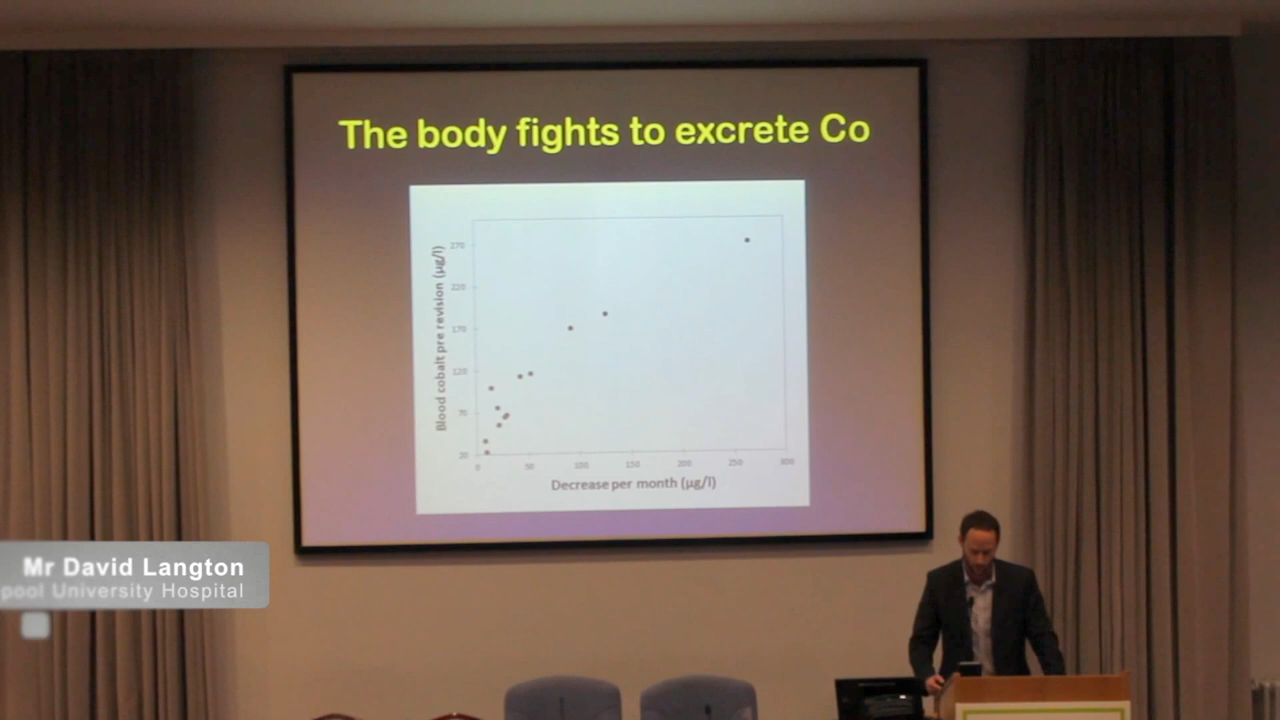 The body fights to excrete Co
Blood cobalt pre revision (µg/l)
270
220
170
120
70
20
0 50 100 150 200 250 300
Decrease per month (µg/l)
Mr David Langton
pool University Hospital